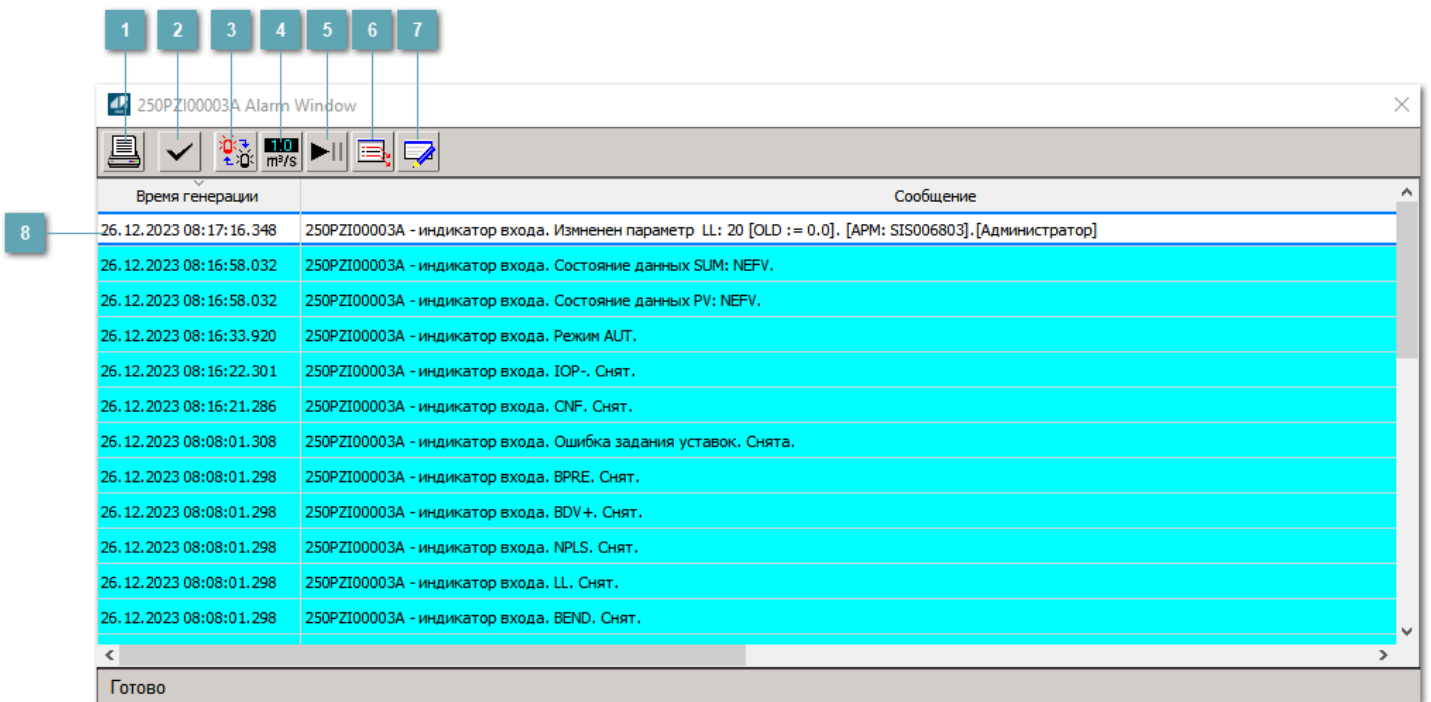 1 2 3 4 5 6 7
250PZI00003A Alarm Window
1.0
m³/s
Время генерации Сообщение
8
26.12.2023 08:17:16.348 250PZI00003A - индикатор входа. Измненен параметр LL: 20 [OLD := 0.0]. [APM: SIS006803].[Администратор]
26.12.2023 08:16:58.032 250PZI00003A - индикатор входа. Состояние данных SUM: NEFV.
26.12.2023 08:16:58.032 250PZI00003A - индикатор входа. Состояние данных PV: NEFV.
26.12.2023 08:16:33.920 250PZI00003A - индикатор входа. Режим AUT.
26.12.2023 08:16:22.301 250PZI00003A - индикатор входа. IOP-. Снят.
26.12.2023 08:16:21.286 250PZI00003A - индикатор входа. CNF. Снят.
26.12.2023 08:08:01.308 250PZI00003A - индикатор входа. Ошибка задания уставок. Снята.
26.12.2023 08:08:01.298 250PZI00003A - индикатор входа. BPRE. Снят.
26.12.2023 08:08:01.298 250PZI00003A - индикатор входа. BDV+. Снят.
26.12.2023 08:08:01.298 250PZI00003A - индикатор входа. NPLS. Снят.
26.12.2023 08:08:01.298 250PZI00003A - индикатор входа. LL. Снят.
26.12.2023 08:08:01.298 250PZI00003A - индикатор входа. BEND. Снят.
Готово